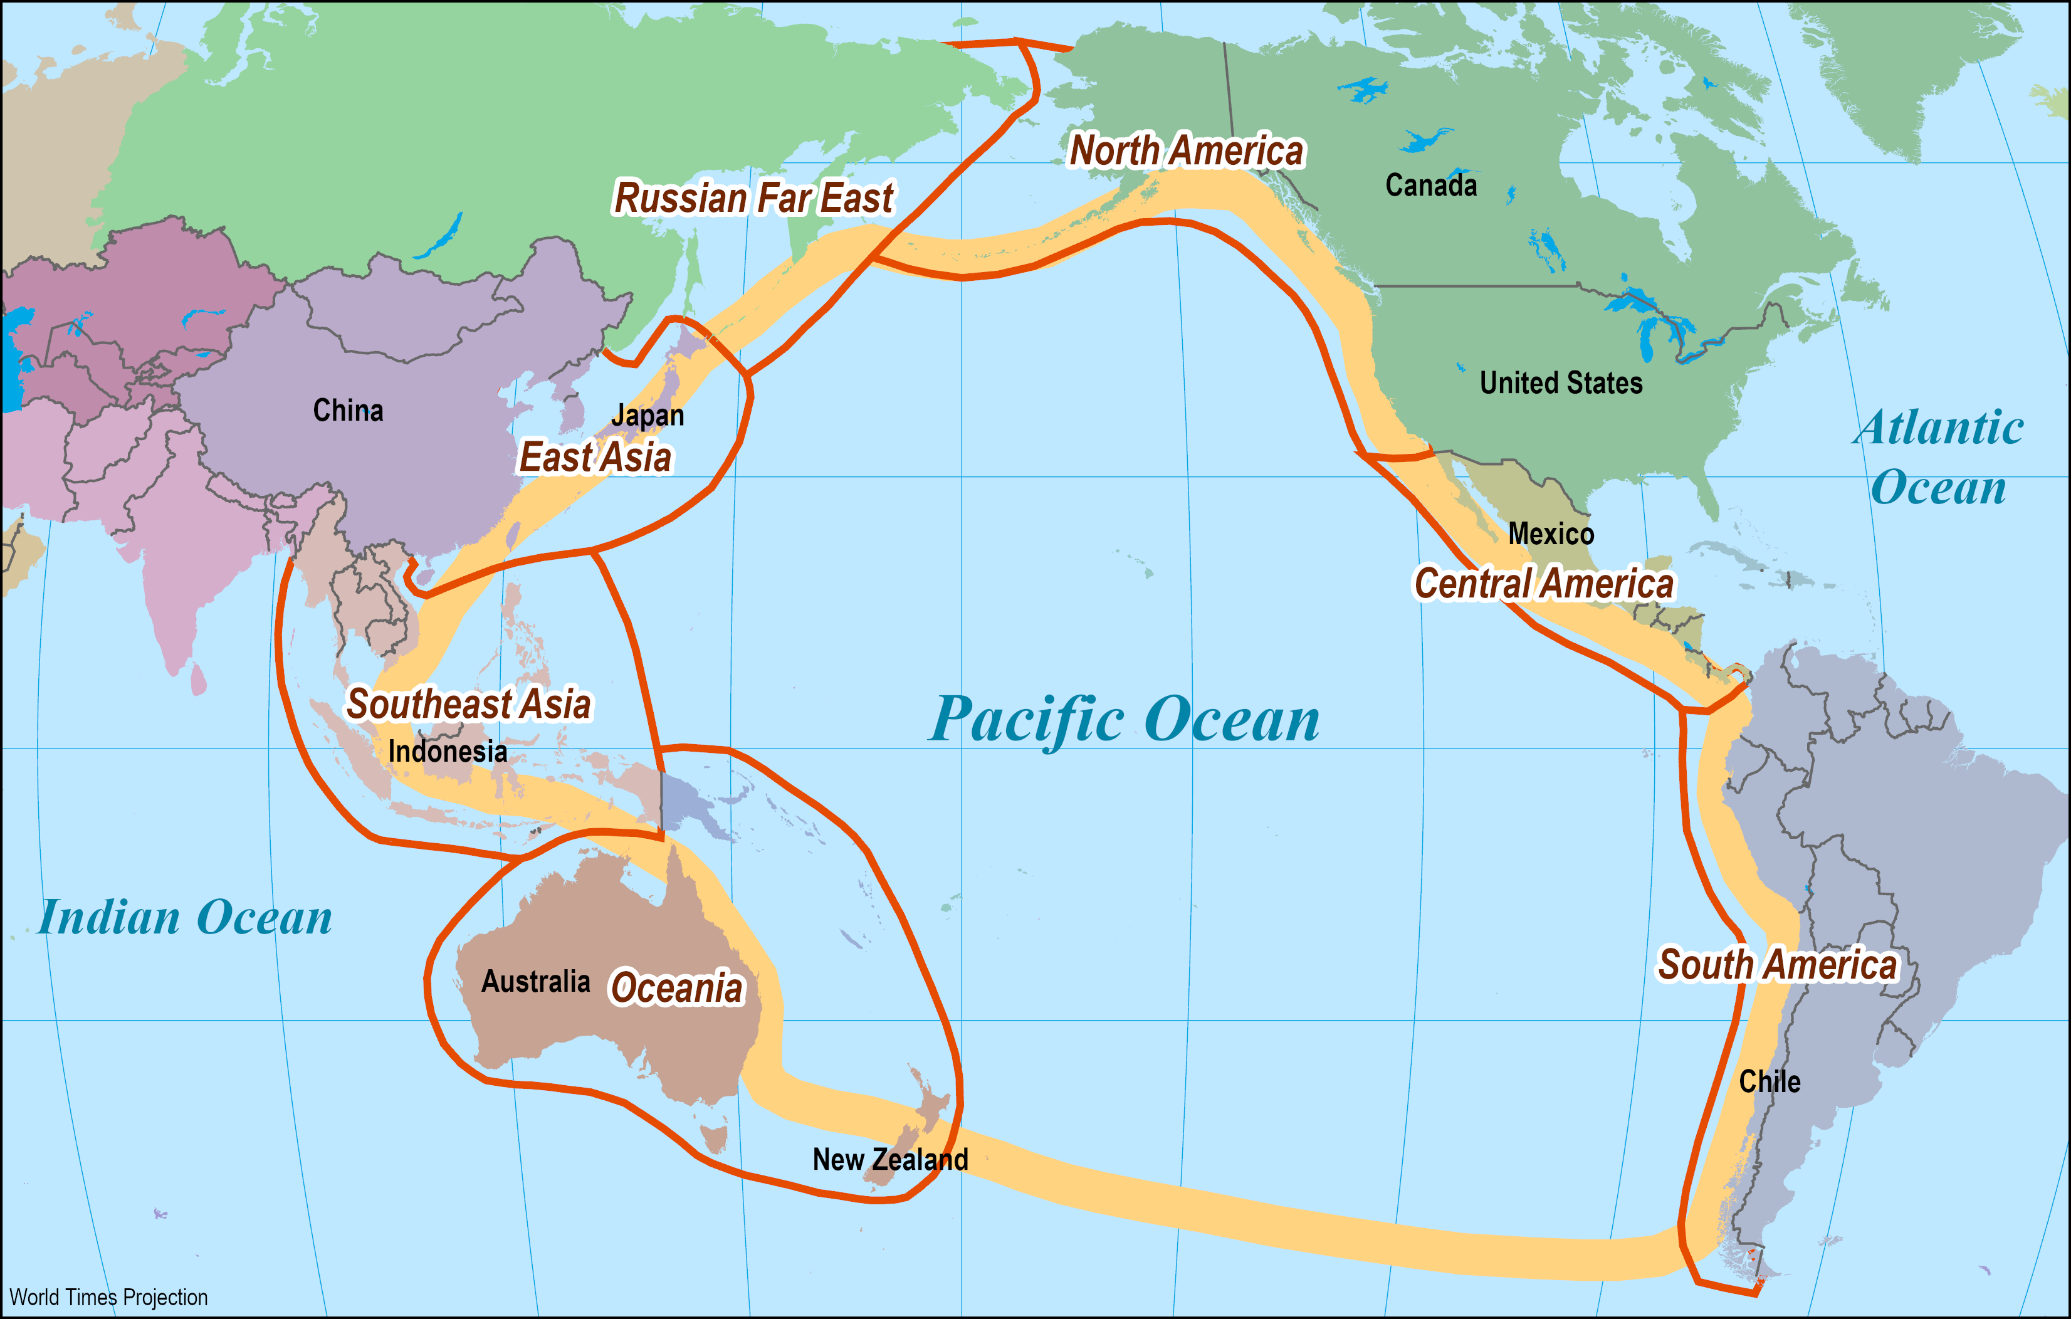 North America
Canada
Russian Far East
United States
China
Japan
East Asia
Atlantic
Ocean
Mexico
Central America
Southeast Asia
Indonesia
Pacific Ocean
Indian Ocean
Australia
Oceania
South America
Chile
New Zealand
World Times Projection